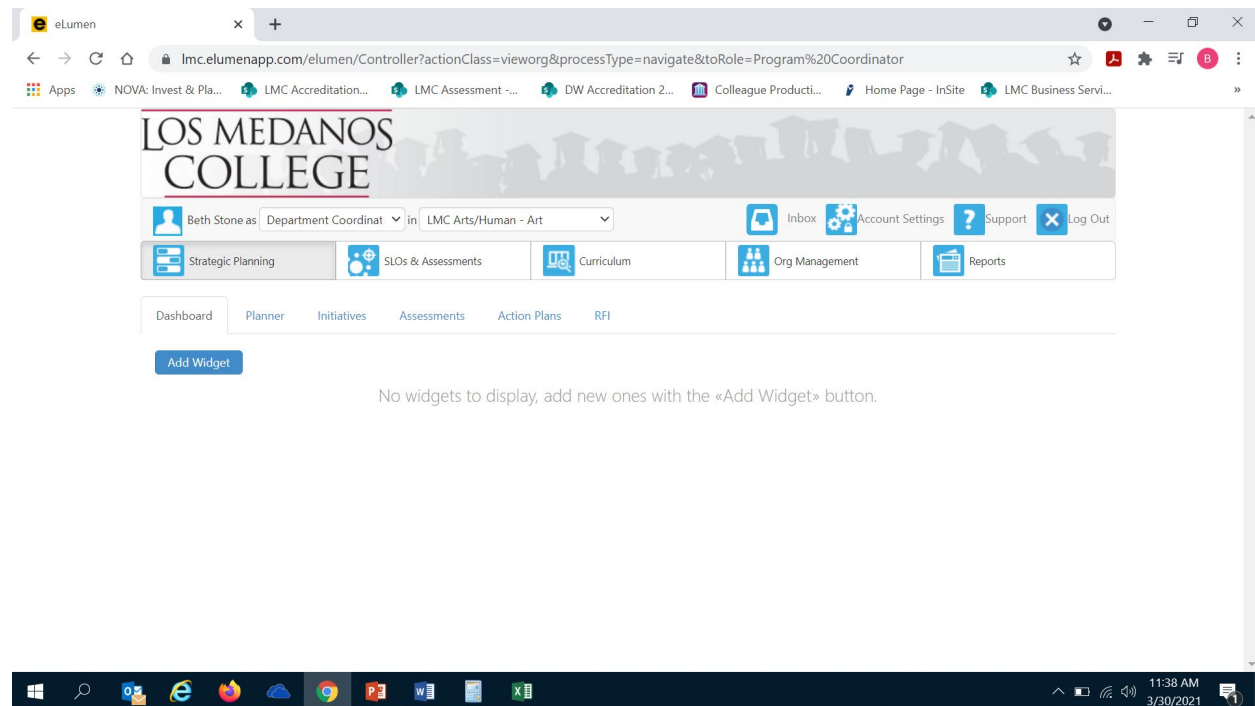 eLumen
lmc.elumenapp.com/elumen/Controller?actionClass=vieworg&processType=navigate&toRole=Program%20Coordinator
B
Apps NOVA: Invest & Pla... LMC Accreditation... LMC Assessment -... DW Accreditation 2... Colleague Producti... Home Page - InSite LMC Business Servi... »
LOS MEDANOS
COLLEGE
Beth Stone as Department Coordinat in LMC Arts/Human - Art Inbox Account Settings ? Support Log Out
Strategic Planning SLOs & Assessments Curriculum Org Management Reports
Dashboard Planner Initiatives Assessments Action Plans RFI
Add Widget
No widgets to display, add new ones with the «Add Widget» button.
11:38 AM
3/30/2021
1